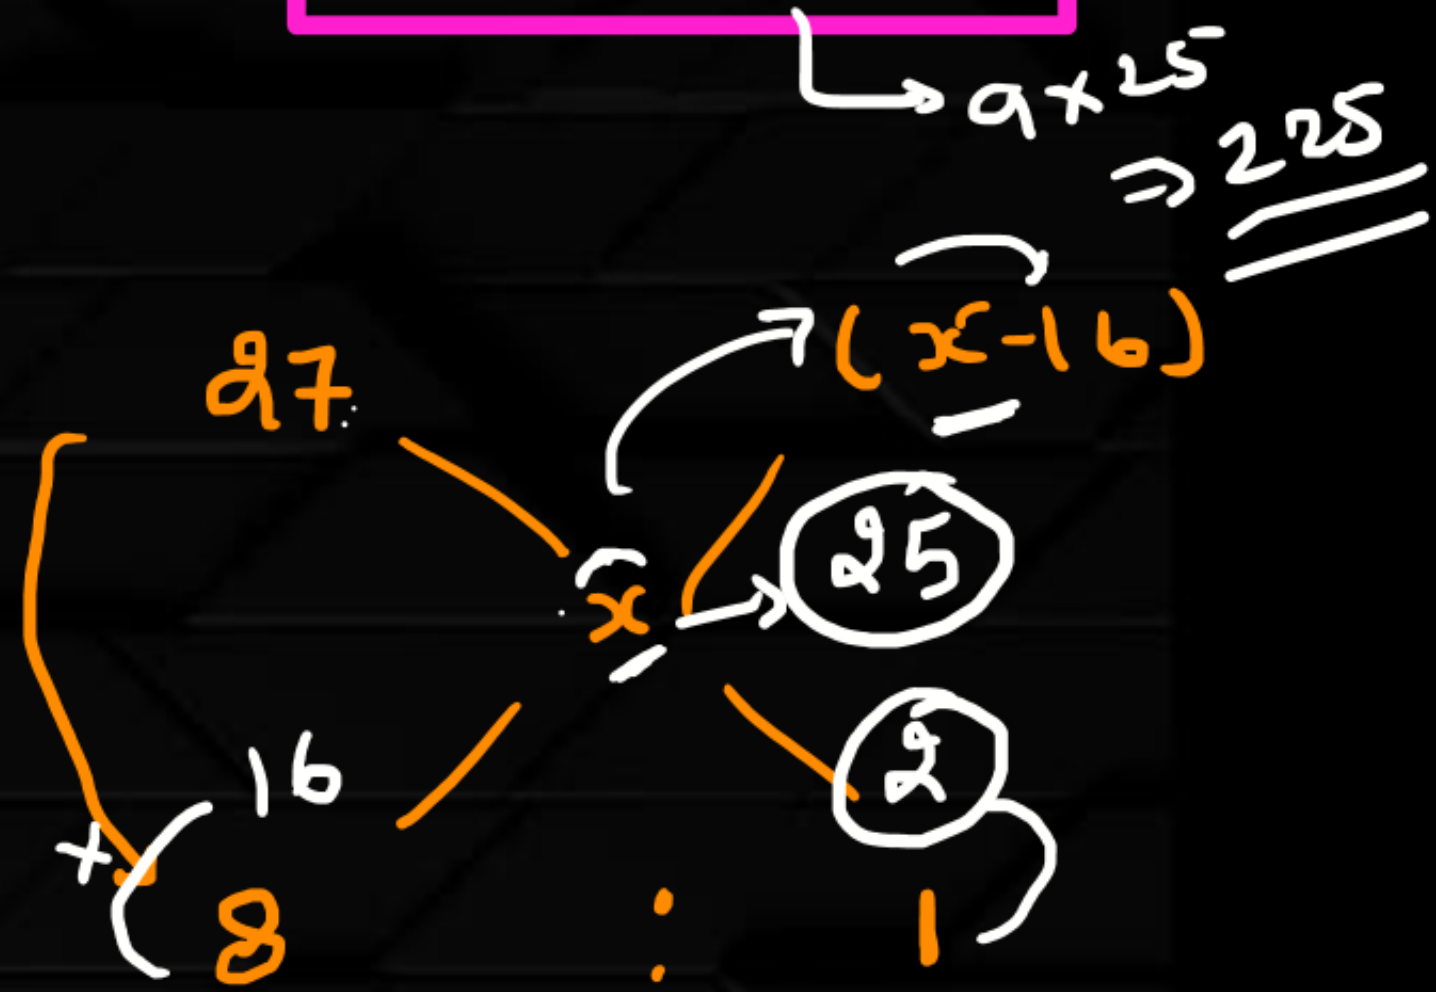 → 9 × 25
⇒ 225
27 (x-16)
x → 25
16 2
× 8 : 1